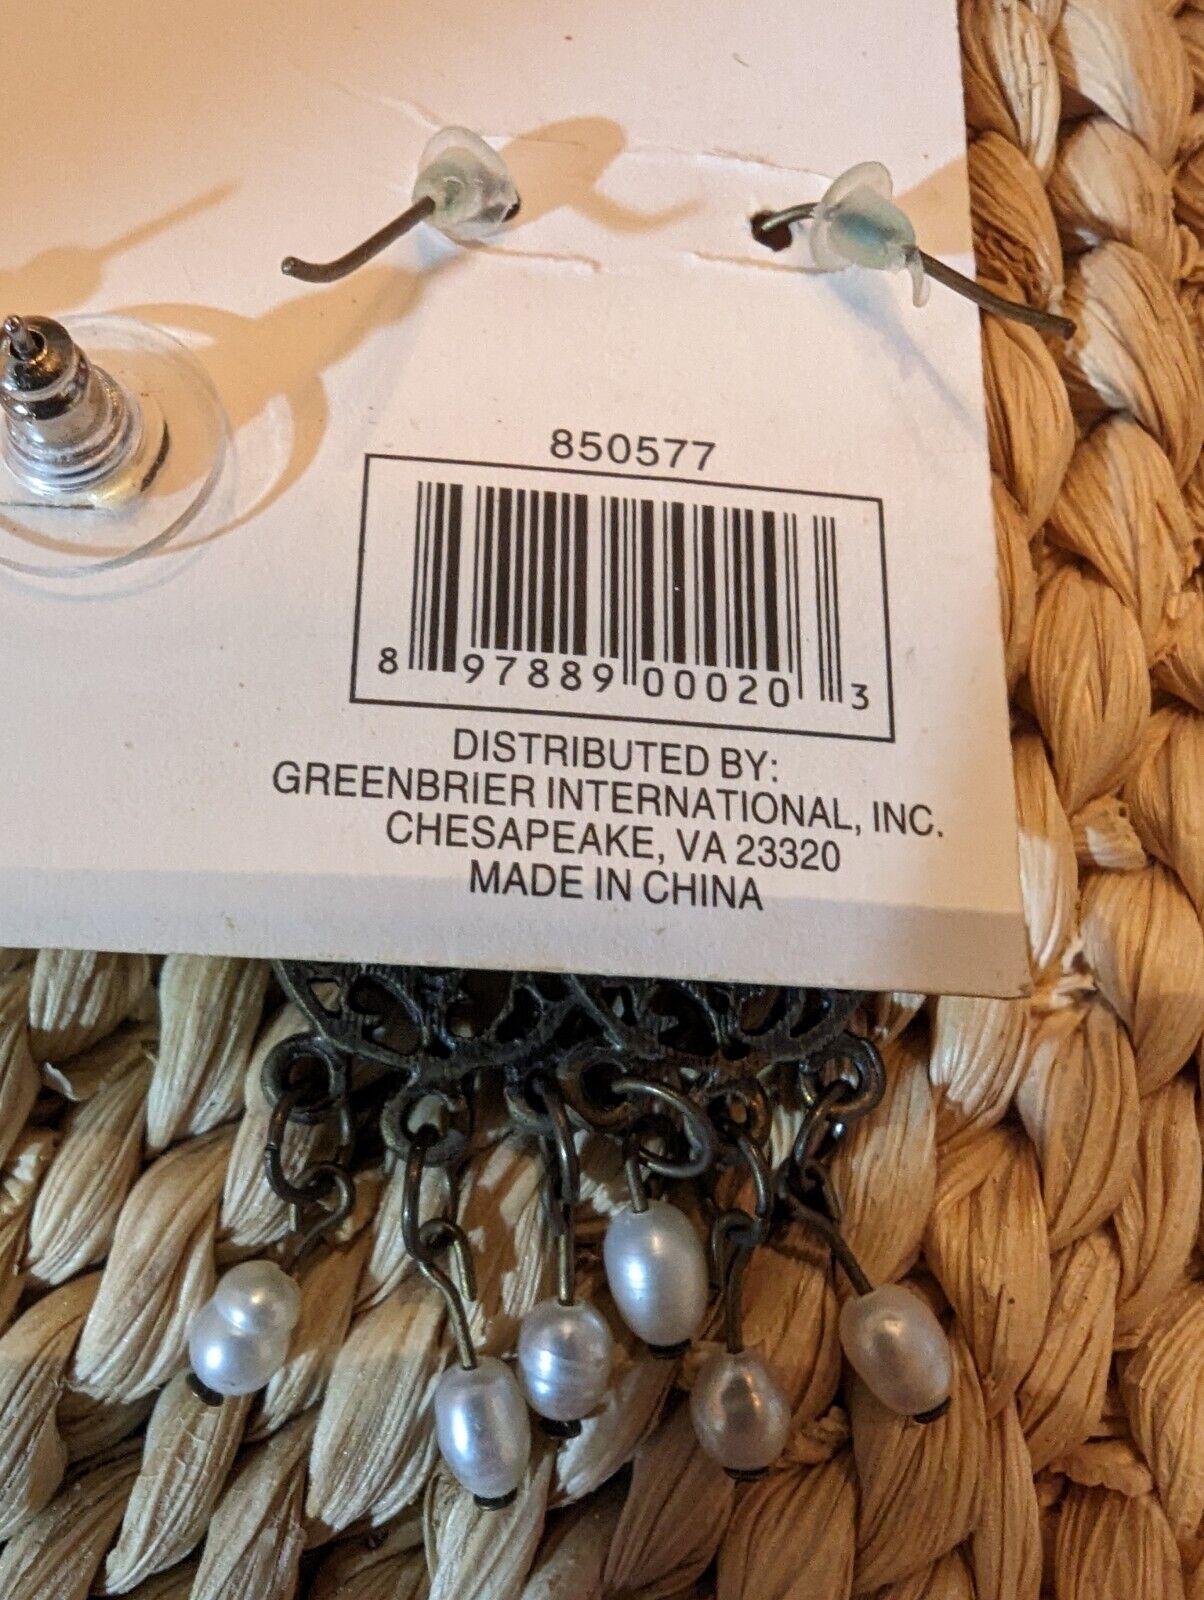 850577
8 97889 00020 3
DISTRIBUTED BY:
GREENBRIER INTERNATIONAL, INC.
CHESAPEAKE, VA 23320
MADE IN CHINA